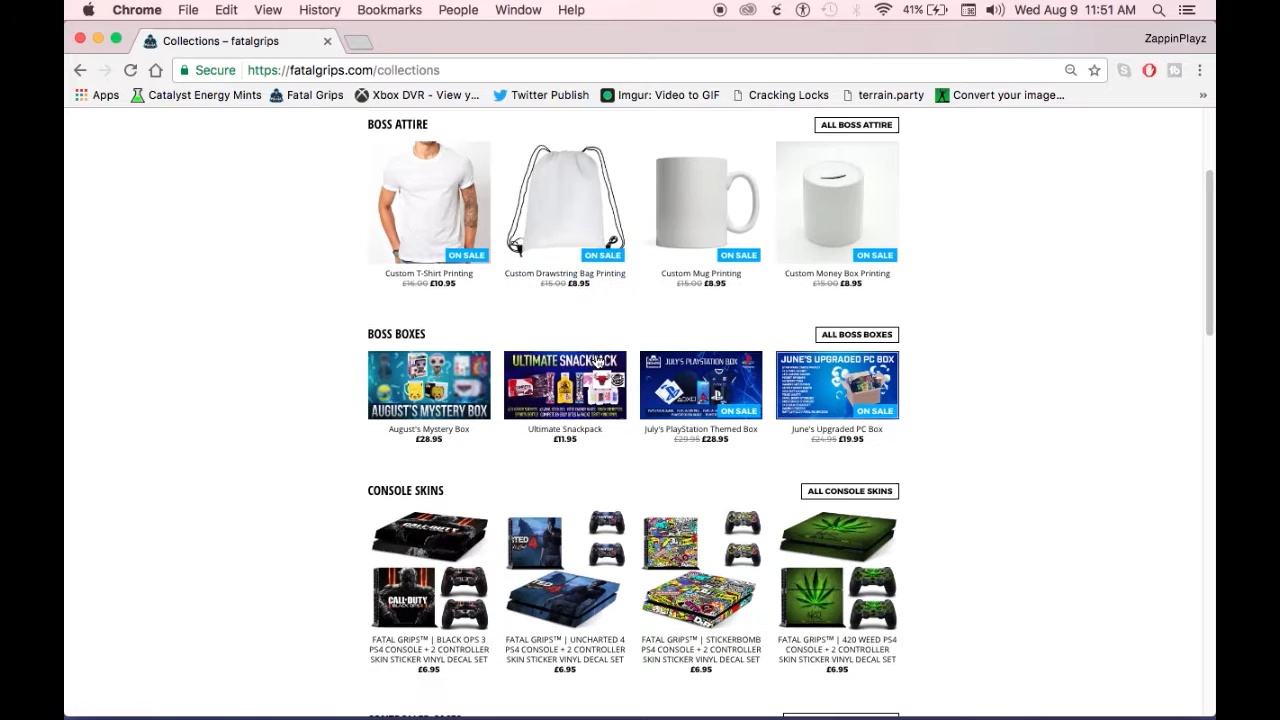 Chrome File Edit View History Bookmarks People Window Help 41% Wed Aug 9 11:51 AM
Collections – fatalgrips ZappinPlayz
Secure https://fatalgrips.com/collections
Apps Catalyst Energy Mints Fatal Grips Xbox DVR - View y... Twitter Publish Imgur: Video to GIF Cracking Locks terrain.party Convert your image... »
BOSS ATTIRE ALL BOSS ATTIRE
ON SALE ON SALE ON SALE ON SALE
Custom T-Shirt Printing Custom Drawstring Bag Printing Custom Mug Printing Custom Money Box Printing
£16.00 £10.95 £15.00 £8.95 £15.00 £8.95 £15.00 £8.95
BOSS BOXES ALL BOSS BOXES
ULTIMATE SNACKPACK JULY'S PLAYSTATION BOX JUNE'S UPGRADED PC BOX
AUGUST'S MYSTERY BOX ON SALE ON SALE
August's Mystery Box Ultimate Snackpack July's PlayStation Themed Box June's Upgraded PC Box
£28.95 £11.95 £29.95 £28.95 £24.95 £19.95
CONSOLE SKINS ALL CONSOLE SKINS
CALL·DUTY
BLACK OPS III
420
FATAL GRIPS™ | BLACK OPS 3 FATAL GRIPS™ | UNCHARTED 4 FATAL GRIPS™ | STICKERBOMB FATAL GRIPS™ | 420 WEED PS4
PS4 CONSOLE + 2 CONTROLLER PS4 CONSOLE + 2 CONTROLLER PS4 CONSOLE + 2 CONTROLLER CONSOLE + 2 CONTROLLER
SKIN STICKER VINYL DECAL SET SKIN STICKER VINYL DECAL SET SKIN STICKER VINYL DECAL SET SKIN STICKER VINYL DECAL SET
£6.95 £6.95 £6.95 £6.95